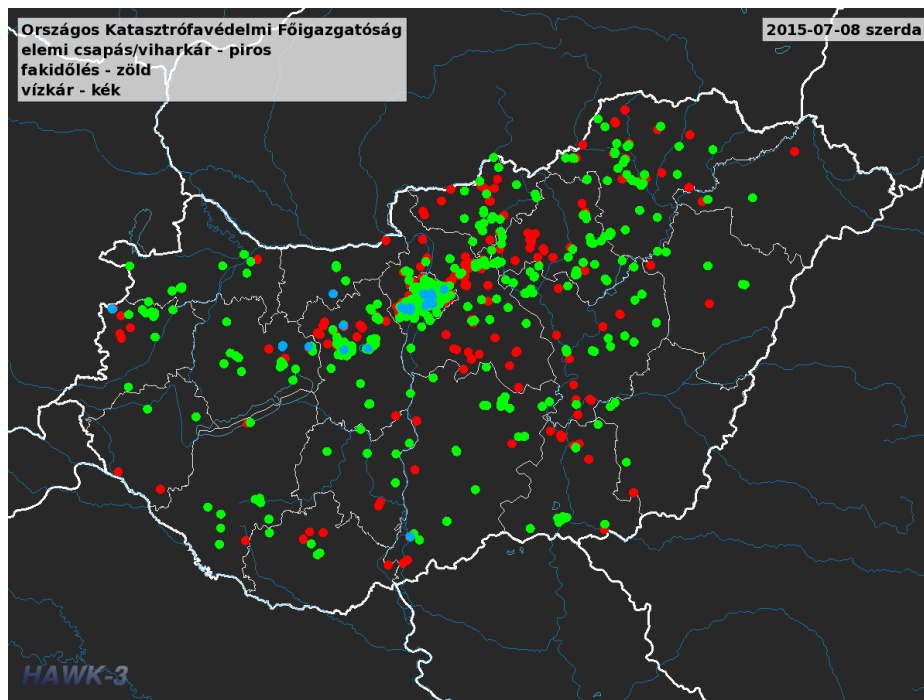 Országos Katasztrófavédelmi Főigazgatóság
elemi csapás/viharkár - piros
fakidőlés - zöld
vízkár - kék
2015-07-08 szerda
HAWK-3